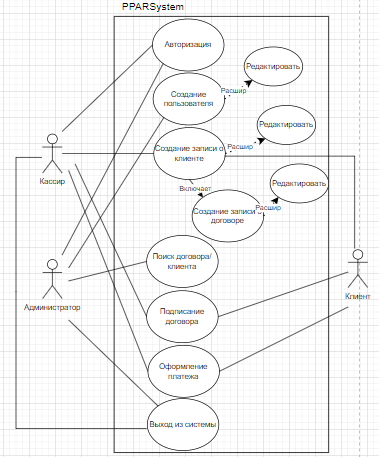 PPARSystem
Авторизация
Редактировать
Создание
пользователя
Расшир
Редактировать
Создание записи о
клиенте
Расшир
Кассир
Включает
Редактировать
Создание записи о
договоре
Расшир
Поиск договора/
клиента
Администратор
Клиент
Подписание
договора
Оформление
платежа
Выход из системы